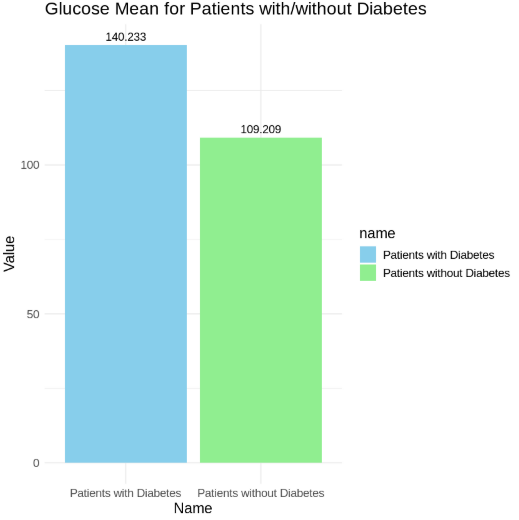 Glucose Mean for Patients with/without Diabetes
140.233
109.209
100
50
0
Value
Patients with Diabetes
Patients without Diabetes
Name
name
Patients with Diabetes
Patients without Diabetes